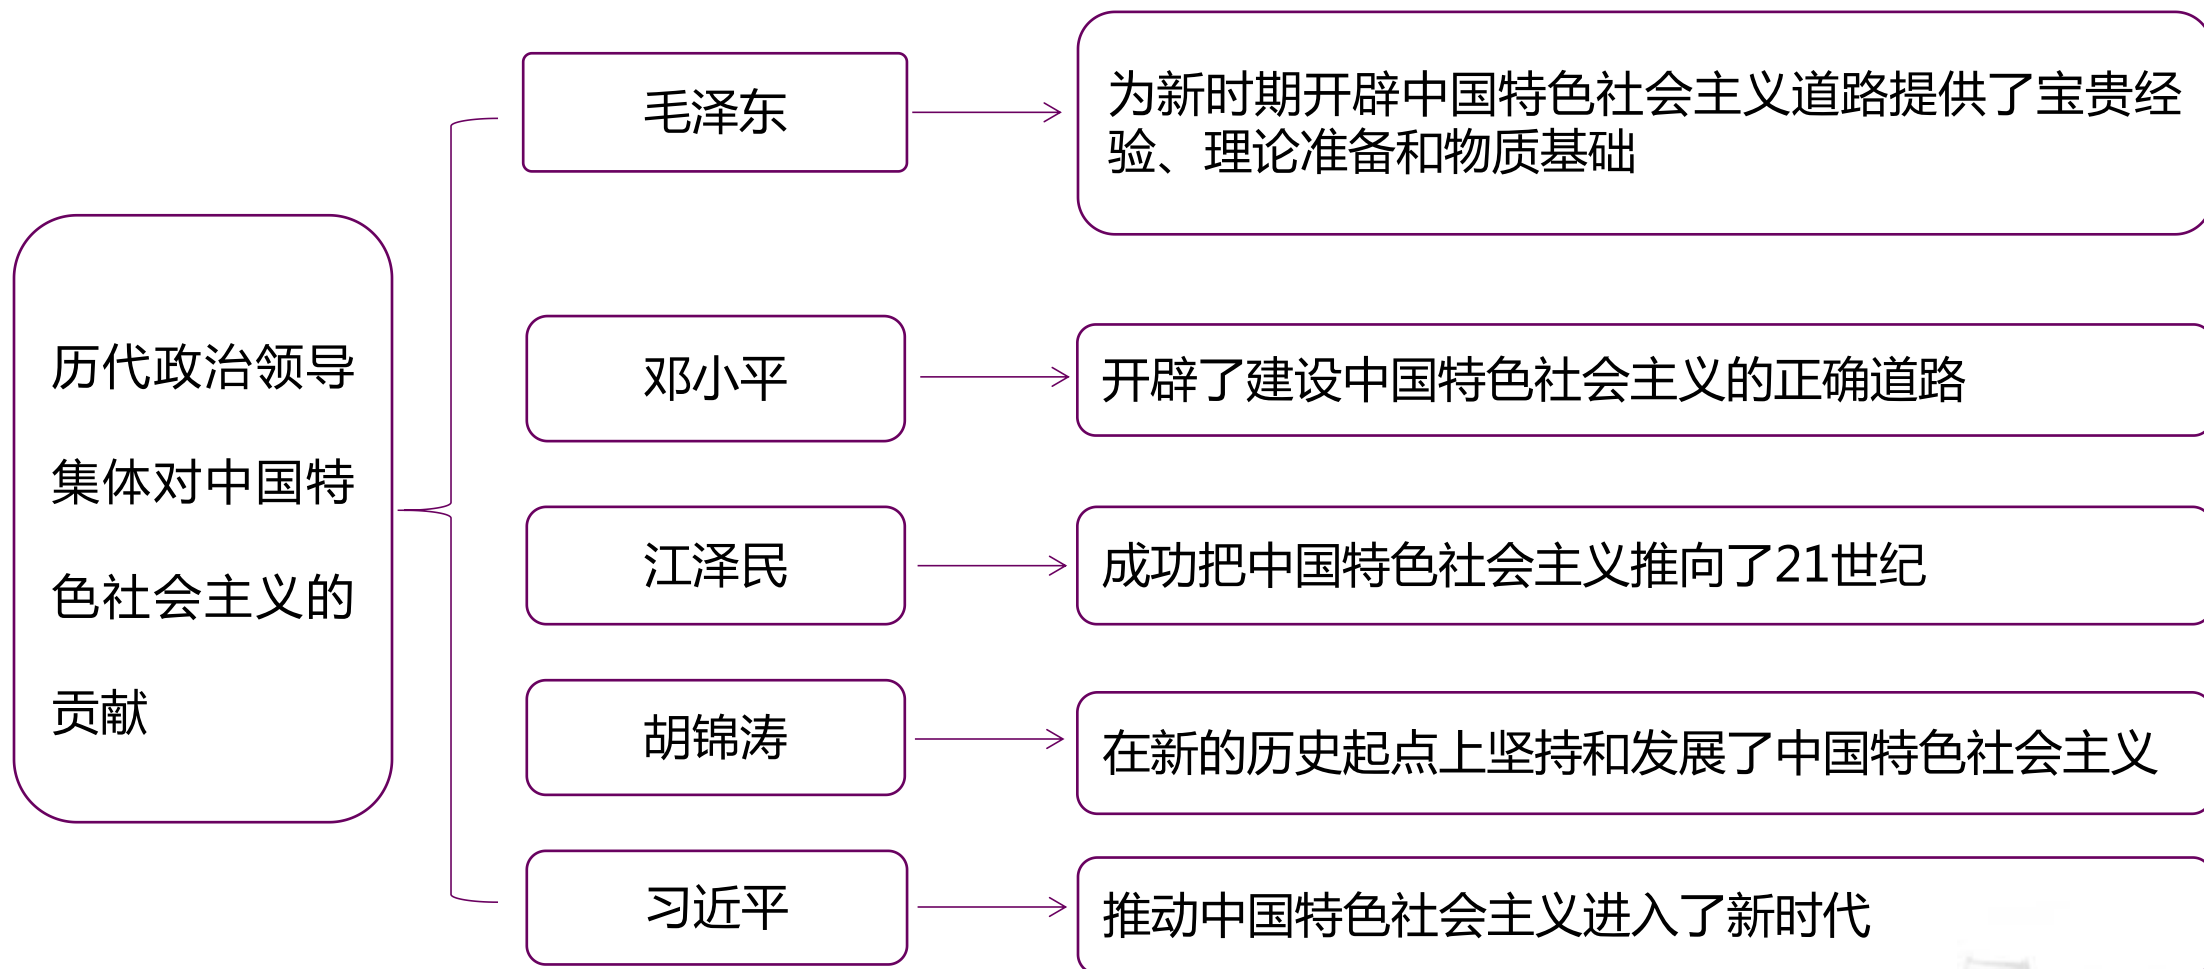 历代政治领导
集体对中国特
色社会主义的
贡献
毛泽东
为新时期开辟中国特色社会主义道路提供了宝贵经
验、理论准备和物质基础
邓小平
开辟了建设中国特色社会主义的正确道路
江泽民
成功把中国特色社会主义推向了21世纪
胡锦涛
在新的历史起点上坚持和发展了中国特色社会主义
习近平
推动中国特色社会主义进入了新时代